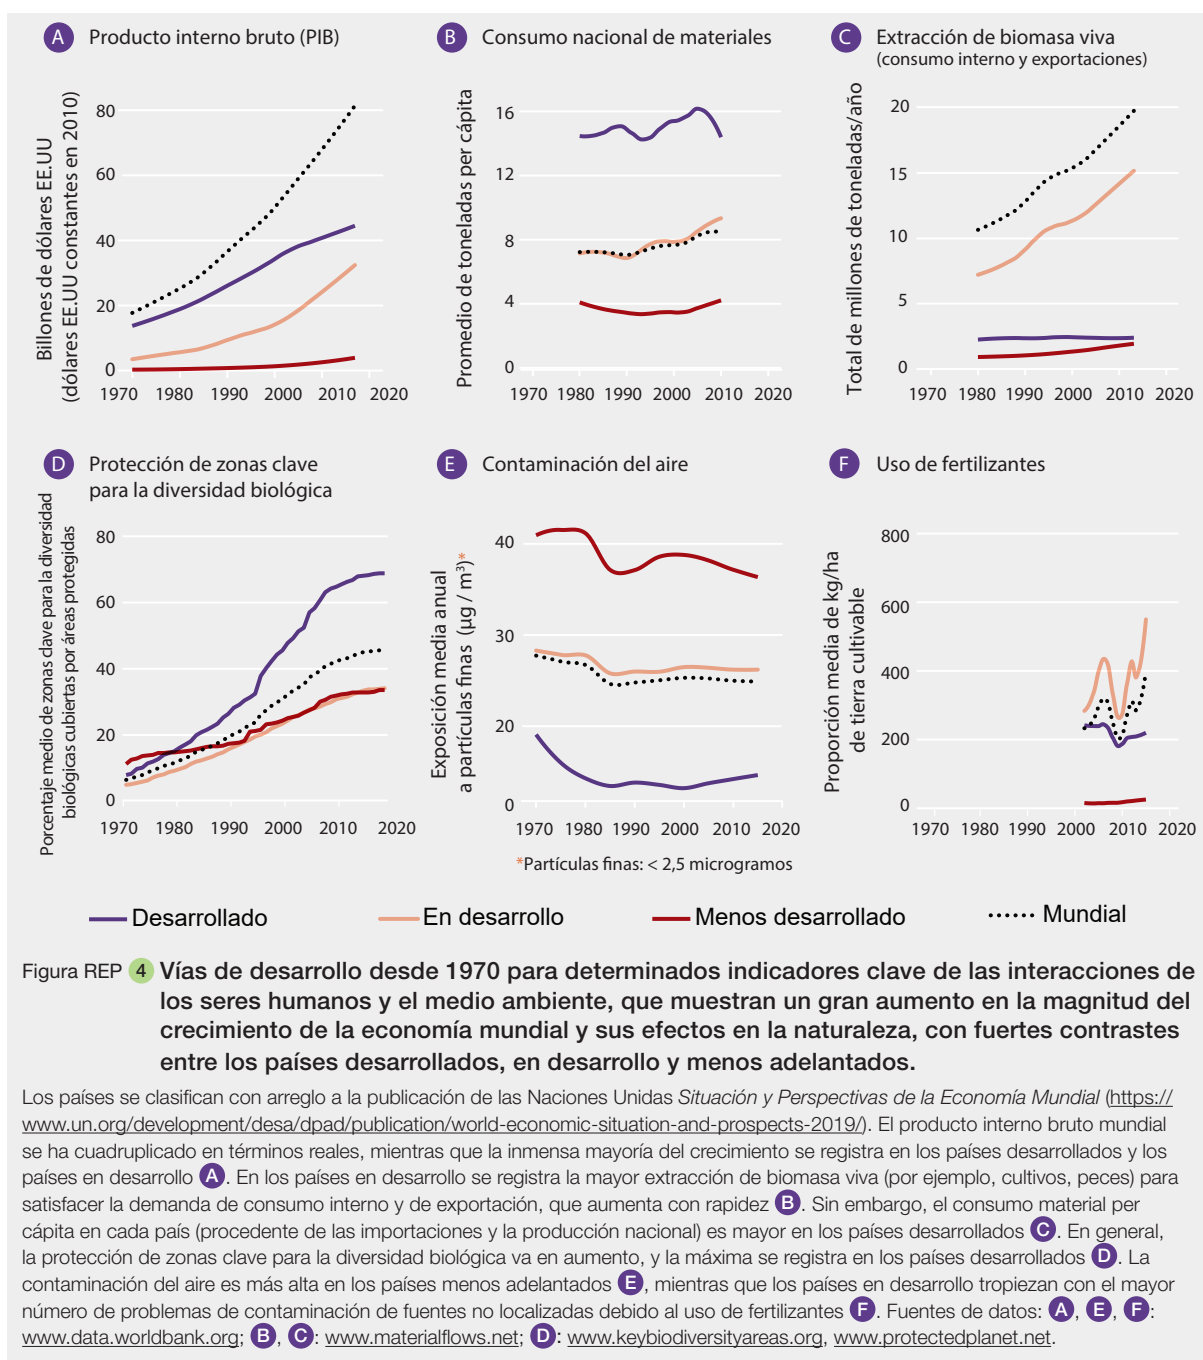 A Producto interno bruto (PIB)
Billones de dólares EE.UU
(dólares EE.UU constantes en 2010)
80
60
40
20
0
1970 1980 1990 2000 2010 2020
B Consumo nacional de materiales
Promedio de toneladas per cápita
16
12
8
4
0
1970 1980 1990 2000 2010 2020
C Extracción de biomasa viva
(consumo interno y exportaciones)
Total de millones de toneladas/año
20
15
10
5
0
1970 1980 1990 2000 2010 2020
D Protección de zonas clave
para la diversidad biológica
Porcentaje medio de zonas clave para la diversidad
biológicas cubiertas por áreas protegidas
80
60
40
20
0
1970 1980 1990 2000 2010 2020
E Contaminación del aire
Exposición media anual
a partículas finas (µg / m³)*
40
30
20
0
1970 1980 1990 2000 2010 2020
*Partículas finas: < 2,5 microgramos
F Uso de fertilizantes
Proporción media de kg/ha
de tierra cultivable
800
600
400
200
0
1970 1980 1990 2000 2010 2020
Desarrollado En desarrollo Menos desarrollado Mundial
Figura REP 4 Vías de desarrollo desde 1970 para determinados indicadores clave de las interacciones de
los seres humanos y el medio ambiente, que muestran un gran aumento en la magnitud del
crecimiento de la economía mundial y sus efectos en la naturaleza, con fuertes contrastes
entre los países desarrollados, en desarrollo y menos adelantados.
Los países se clasifican con arreglo a la publicación de las Naciones Unidas Situación y Perspectivas de la Economía Mundial (https://
www.un.org/development/desa/dpad/publication/world-economic-situation-and-prospects-2019/). El producto interno bruto mundial
se ha cuadruplicado en términos reales, mientras que la inmensa mayoría del crecimiento se registra en los países desarrollados y los
países en desarrollo A. En los países en desarrollo se registra la mayor extracción de biomasa viva (por ejemplo, cultivos, peces) para
satisfacer la demanda de consumo interno y de exportación, que aumenta con rapidez B. Sin embargo, el consumo material per
cápita en cada país (procedente de las importaciones y la producción nacional) es mayor en los países desarrollados C. En general,
la protección de zonas clave para la diversidad biológica va en aumento, y la máxima se registra en los países desarrollados D. La
contaminación del aire es más alta en los países menos adelantados E, mientras que los países en desarrollo tropiezan con el mayor
número de problemas de contaminación de fuentes no localizadas debido al uso de fertilizantes F. Fuentes de datos: A, E, F:
www.data.worldbank.org; B, C: www.materialflows.net; D: www.keybiodiversityareas.org, www.protectedplanet.net.